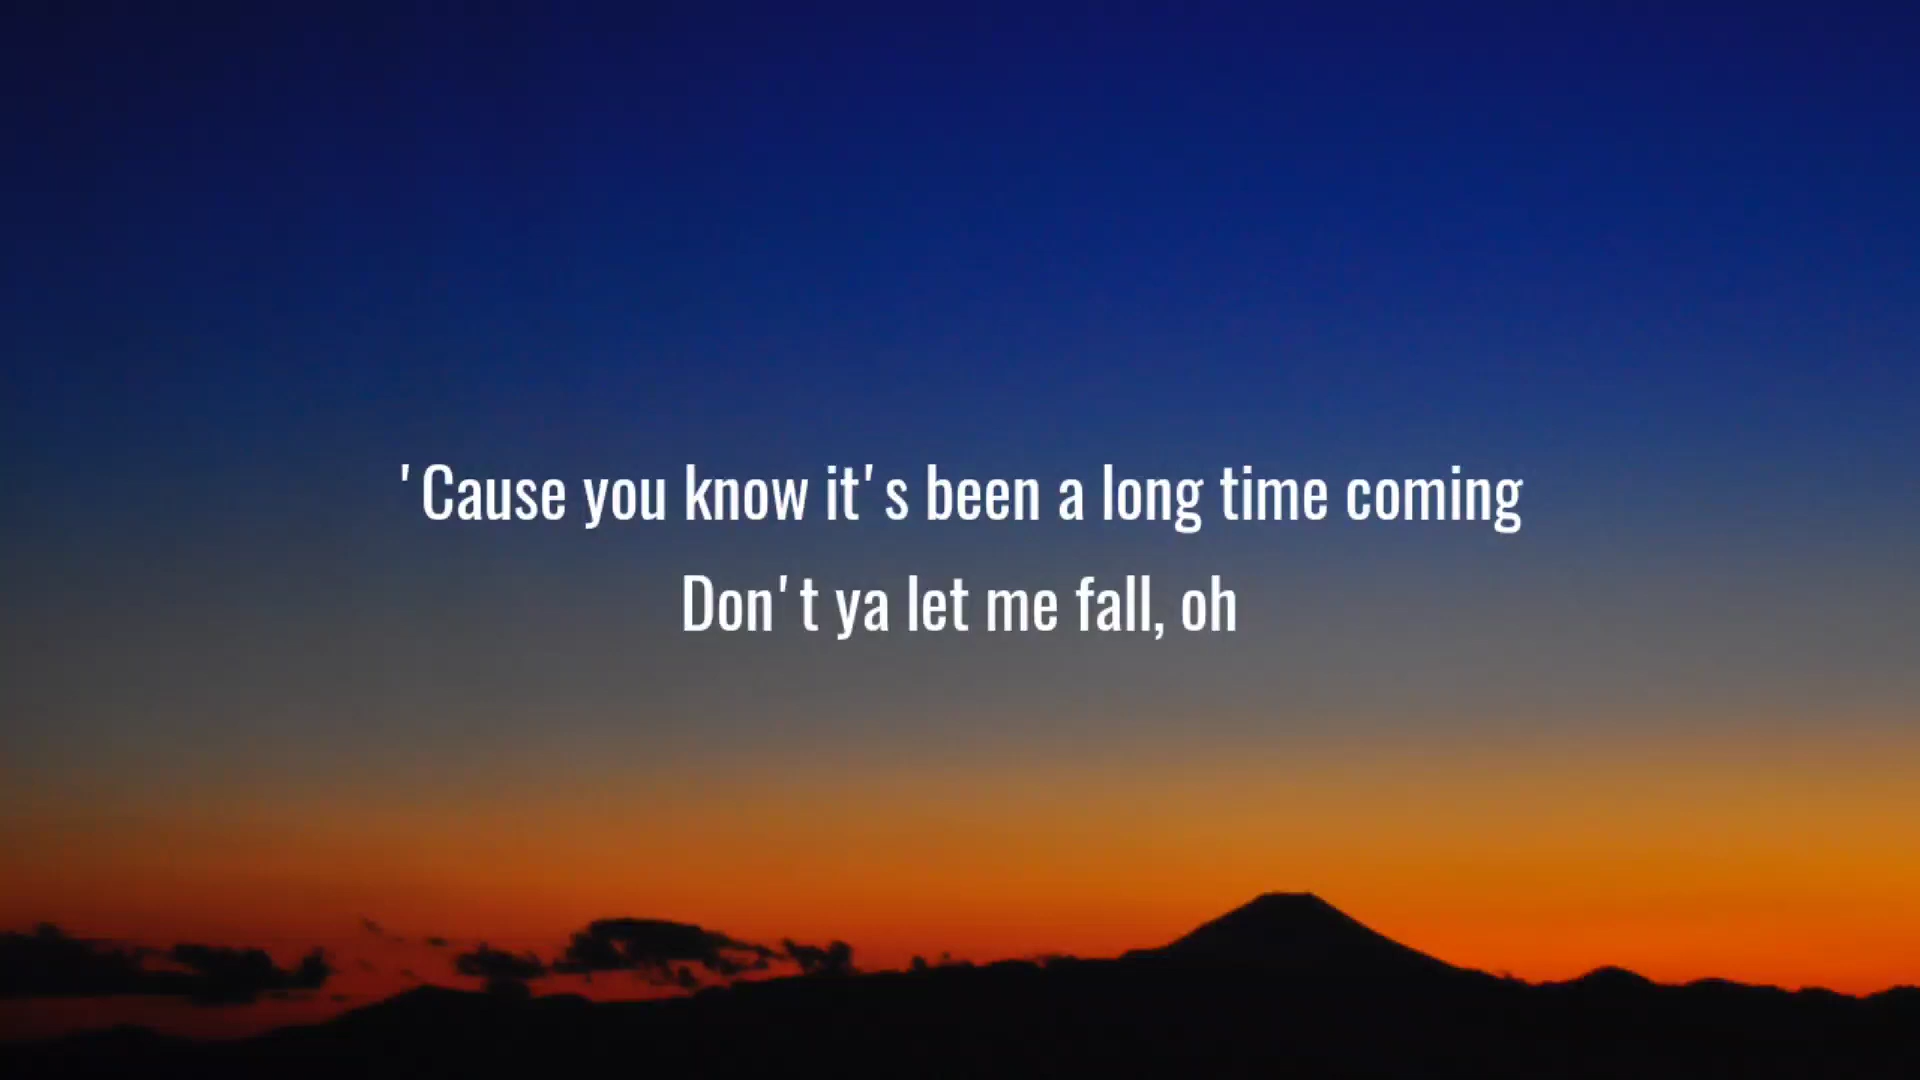 'Cause you know it's been a long time coming
Don't ya let me fall, oh